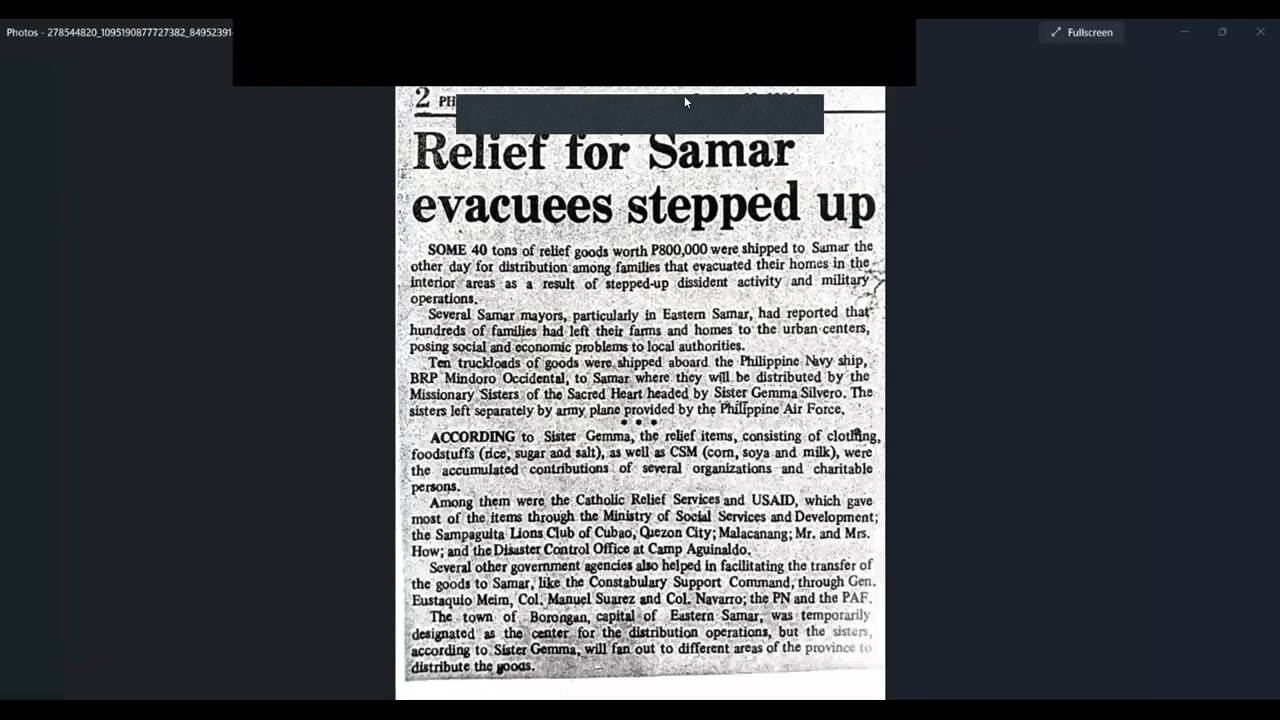 Photos - 278544820_1095190877727382_849523914
Fullscreen
2 PH
Relief for Samar
evacuees stepped up
SOME 40 tons of relief goods worth P800,000 were shipped to Samar the
other day for distribution among families that evacuated their homes in the
interior areas as a result of stepped-up dissident activity and military
operations.
Several Samar mayors, particularly in Eastern Samar, had reported that
hundreds of families had left their farms and homes to the urban centers,
posing social and economic problems to local authorities.
Ten truckloads of goods were shipped aboard the Philippine Navy ship,
BRP Mindoro Occidental, to Samar where they will be distributed by the
Missionary Sisters of the Sacred Heart headed by Sister Gemma Silvero. The
sisters left separately by army plane provided by the Philippine Air Force.
* * *
ACCORDING to Sister Gemma, the relief items, consisting of clothing,
foodstuffs (rice, sugar and salt), as well as CSM (corn, soya and milk), were
the accumulated contributions of several organizations and charitable
persons.
Among them were the Catholic Relief Services and USAID, which gave
most of the items through the Ministry of Social Services and Development;
the Sampaguita Lions Club of Cubao, Quezon City; Malacanang; Mr. and Mrs.
How; and the Disaster Control Office at Camp Aguinaldo.
Several other government agencies also helped in facilitating the transfer of
the goods to Samar, like the Constabulary Support Command, through Gen.
Eustaquio Meim, Col. Manuel Suarez and Col. Navarro; the PN and the PAF.
The town of Borongan, capital of Eastern Samar, was temporarily
designated as the center for the distribution operations, but the sisters,
according to Sister Gemma, will fan out to different areas of the province to
distribute the goods.